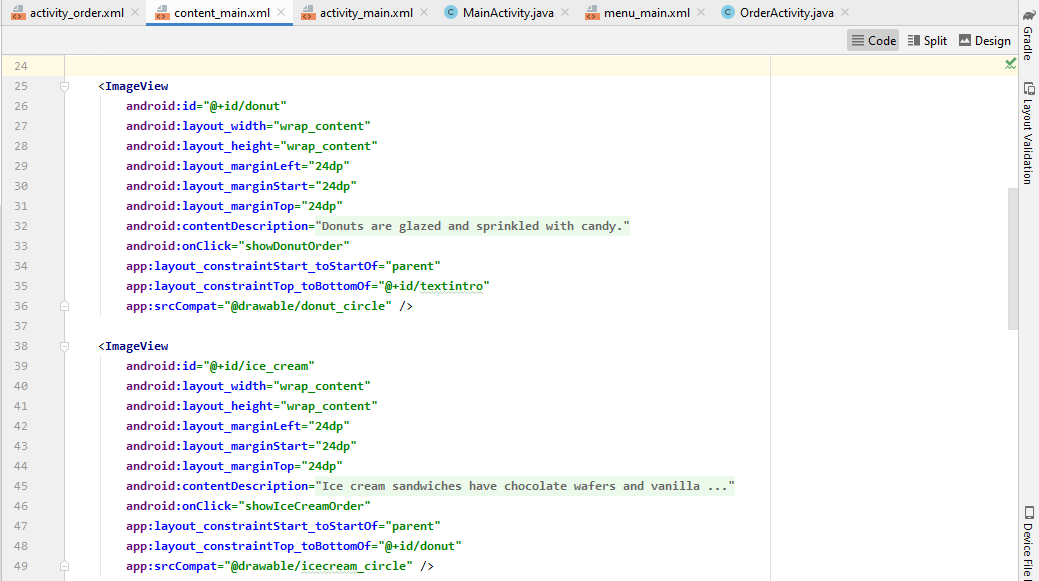 activity_order.xml content_main.xml activity_main.xml MainActivity.java menu_main.xml OrderActivity.java
Code Split Design
24
25 <ImageView
26 android:id="@+id/donut"
27 android:layout_width="wrap_content"
28 android:layout_height="wrap_content"
29 android:layout_marginLeft="24dp"
30 android:layout_marginStart="24dp"
31 android:layout_marginTop="24dp"
32 android:contentDescription="Donuts are glazed and sprinkled with candy."
33 android:onClick="showDonutOrder"
34 app:layout_constraintStart_toStartOf="parent"
35 app:layout_constraintTop_toBottomOf="@+id/textintro"
36 app:srcCompat="@drawable/donut_circle" />
37
38 <ImageView
39 android:id="@+id/ice_cream"
40 android:layout_width="wrap_content"
41 android:layout_height="wrap_content"
42 android:layout_marginLeft="24dp"
43 android:layout_marginStart="24dp"
44 android:layout_marginTop="24dp"
45 android:contentDescription="Ice cream sandwiches have chocolate wafers and vanilla ..."
46 android:onClick="showIceCreamOrder"
47 app:layout_constraintStart_toStartOf="parent"
48 app:layout_constraintTop_toBottomOf="@+id/donut"
49 app:srcCompat="@drawable/icecream_circle" />
Gradle
Layout Validation
Device File